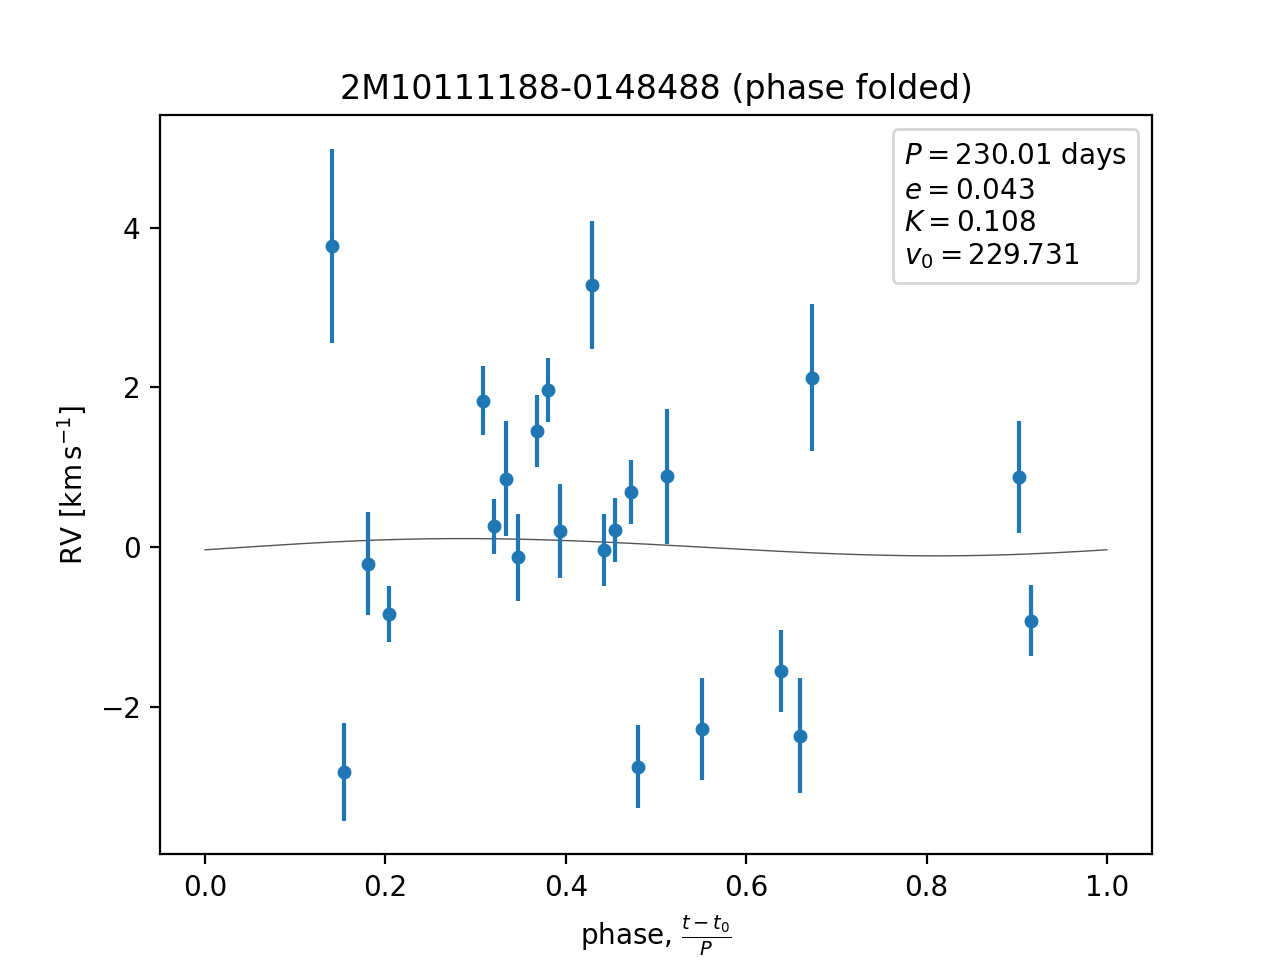 2M10111188-0148488 (phase folded)
P = 230.01 days
e = 0.043
K = 0.108
v₀ = 229.731
4
2
0
−2
RV [km s⁻¹]
0.0 0.2 0.4 0.6 0.8 1.0
phase, (t − t₀)/P